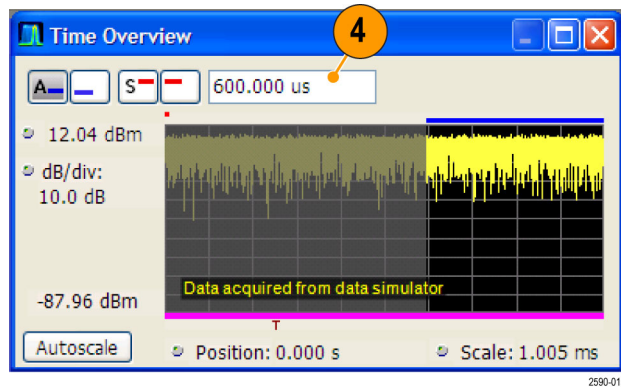 Time Overview
4
A
S
600.000 us
12.04 dBm
dB/div:
10.0 dB
Data acquired from data simulator
-87.96 dBm
T
Autoscale
Position: 0.000 s
Scale: 1.005 ms
2590-01